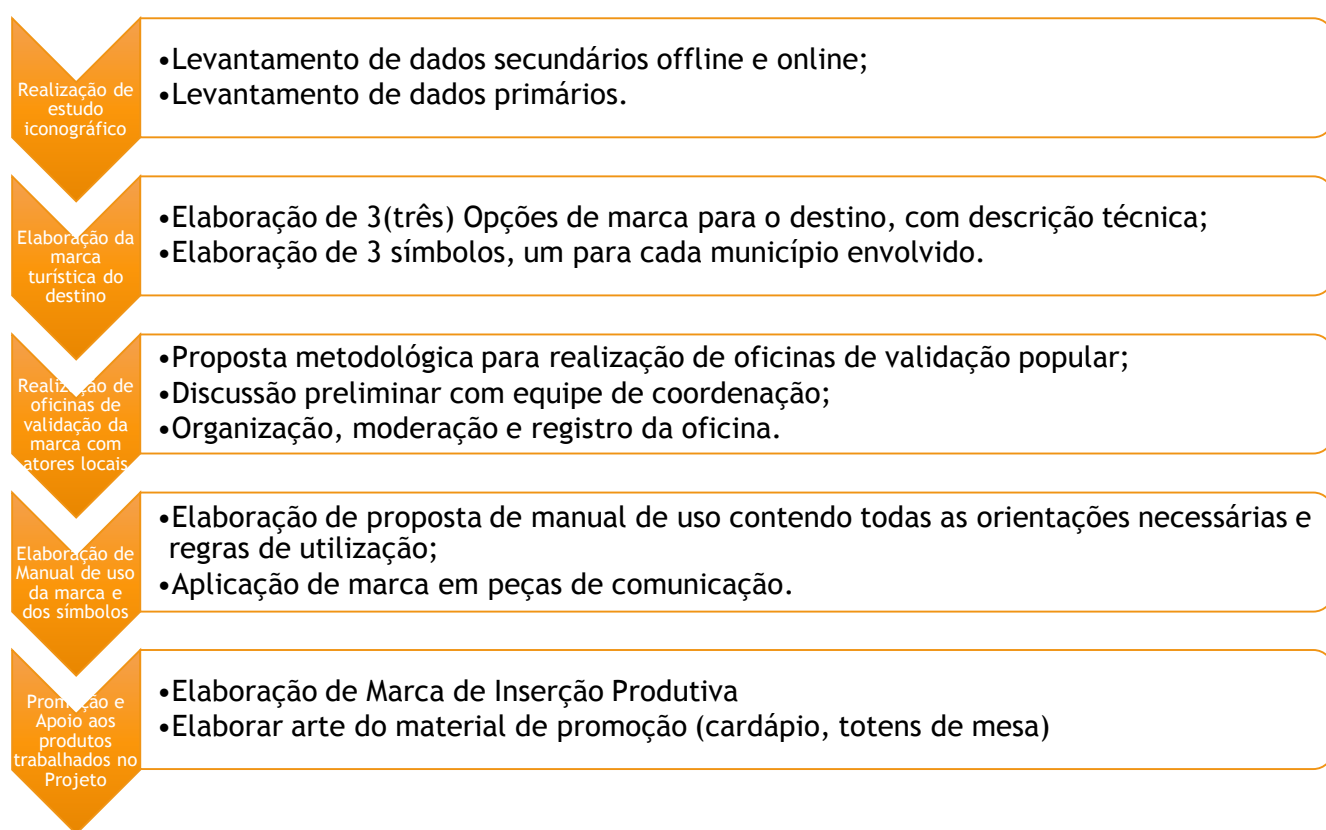 Realização de
estudo
iconográfico
•Levantamento de dados secundários offline e online;
•Levantamento de dados primários.
Elaboração da
marca
turística do
destino
•Elaboração de 3(três) Opções de marca para o destino, com descrição técnica;
•Elaboração de 3 símbolos, um para cada município envolvido.
Realização de
oficinas de
validação da
marca com
atores locais
•Proposta metodológica para realização de oficinas de validação popular;
•Discussão preliminar com equipe de coordenação;
•Organização, moderação e registro da oficina.
Elaboração de
Manual de uso
da marca e
dos símbolos
•Elaboração de proposta de manual de uso contendo todas as orientações necessárias e
regras de utilização;
•Aplicação de marca em peças de comunicação.
Promoção e
Apoio aos
produtos
trabalhados no
Projeto
•Elaboração de Marca de Inserção Produtiva
•Elaborar arte do material de promoção (cardápio, totens de mesa)